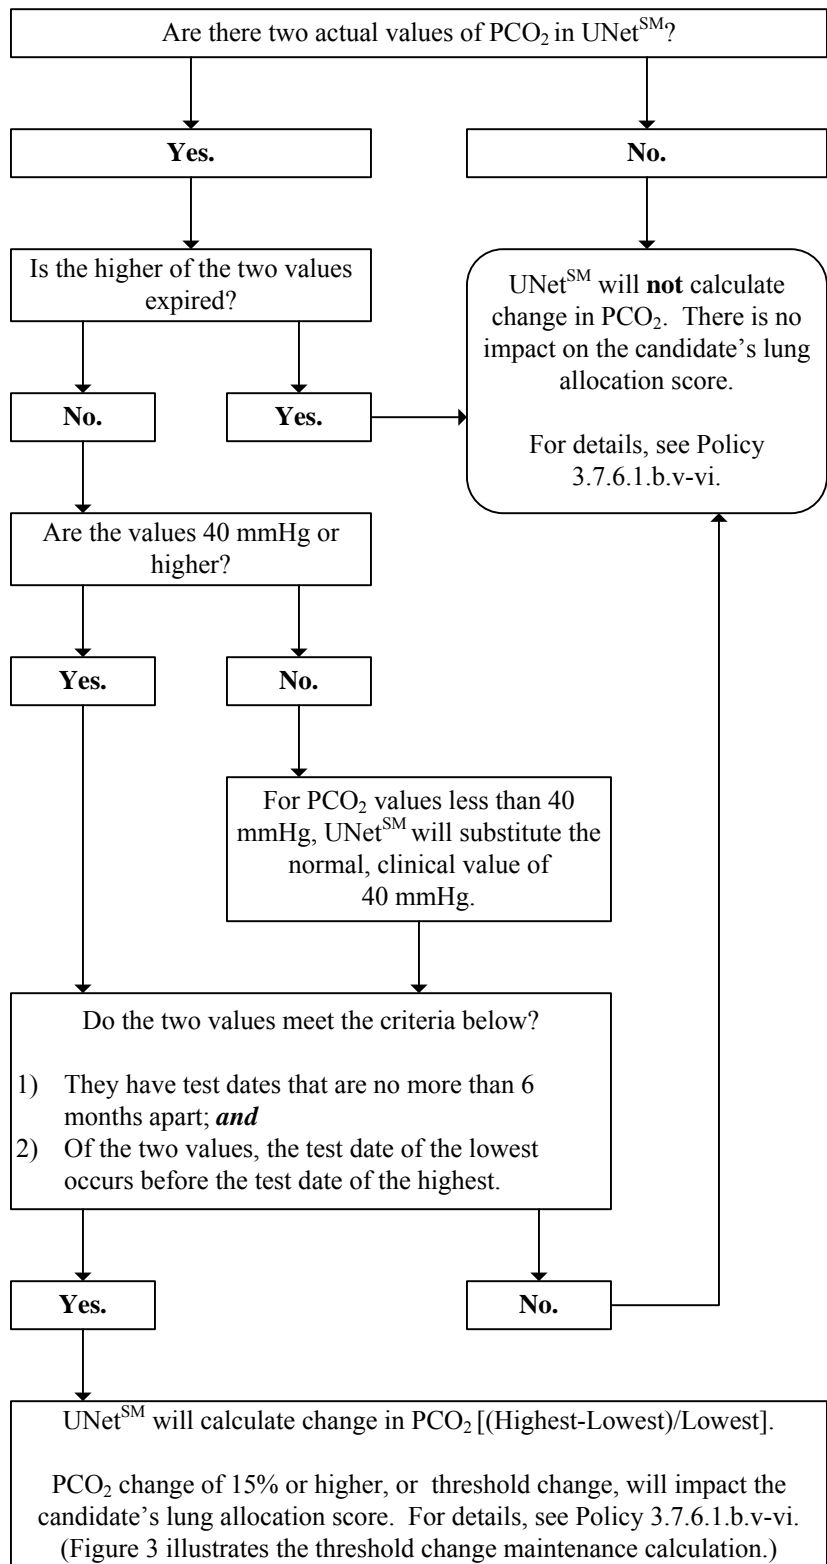 Are there two actual values of PCO₂ in UNet^SM?
Yes.
No.
Is the higher of the two values
expired?
UNet^SM will not calculate
change in PCO₂. There is no
impact on the candidate's lung
allocation score.
For details, see Policy
3.7.6.1.b.v-vi.
No.
Yes.
Are the values 40 mmHg or
higher?
Yes.
No.
For PCO₂ values less than 40
mmHg, UNet^SM will substitute the
normal, clinical value of
40 mmHg.
Do the two values meet the criteria below?
1) They have test dates that are no more than 6
months apart; and
2) Of the two values, the test date of the lowest
occurs before the test date of the highest.
Yes.
No.
UNet^SM will calculate change in PCO₂ [(Highest-Lowest)/Lowest].
PCO₂ change of 15% or higher, or threshold change, will impact the
candidate's lung allocation score. For details, see Policy 3.7.6.1.b.v-vi.
(Figure 3 illustrates the threshold change maintenance calculation.)